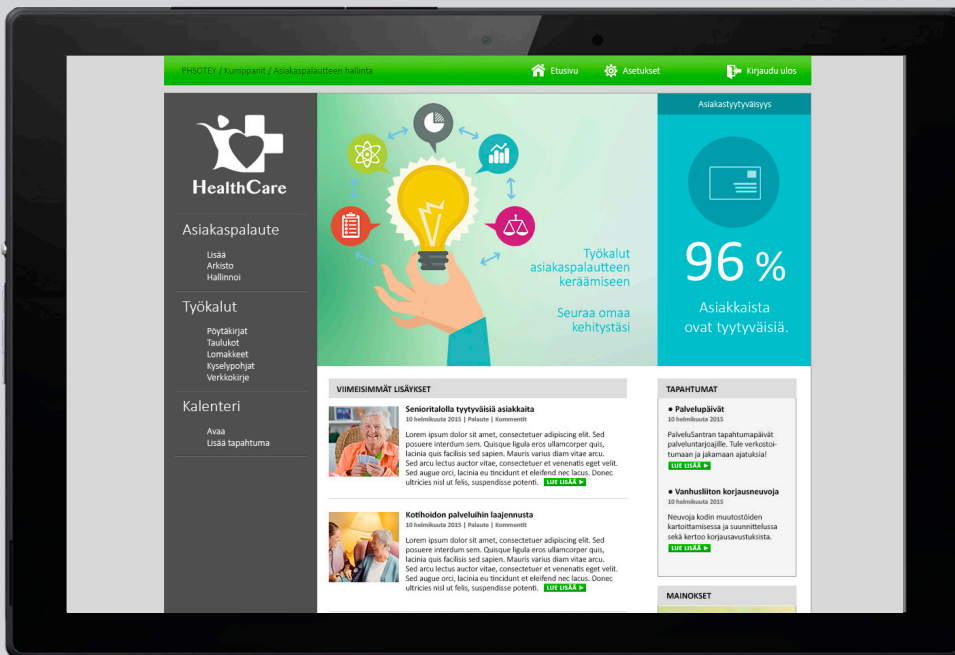 PHSOTEY / Kumppanit / Asiakaspalautteen hallinta
Etusivu
Asetukset
Kirjaudu ulos
HealthCare
Asiakaspalaute
Lisää
Arkisto
Hallinnoi
Työkalut
Pöytäkirjat
Taulukot
Lomakkeet
Kyselypohjat
Verkkokirje
Kalenteri
Avaa
Lisää tapahtuma
Työkalut
asiakaspalautteen
keräämiseen
Seuraa omaa
kehitystäsi
Asiakastyytyväisyys
96 %
Asiakkaista
ovat tyytyväisiä.
VIIMEISIMMÄT LISÄYKSET
Senioritalolla tyytyväisiä asiakkaita
10 helmikuuta 2015 | Palaute | Kommentit
Lorem ipsum dolor sit amet, consectetuer adipiscing elit. Sed
posuere interdum sem. Quisque ligula eros ullamcorper quis,
lacinia quis facilisis sed sapien. Mauris varius diam vitae arcu.
Sed arcu lectus auctor vitae, consectetuer et venenatis eget velit.
Sed augue orci, lacinia eu tincidunt et eleifend nec lacus. Donec
ultricies nisl ut felis, suspendisse potenti. LUE LISÄÄ ►
Kotihoidon palveluihin laajennusta
10 helmikuuta 2015 | Palaute | Kommentit
Lorem ipsum dolor sit amet, consectetuer adipiscing elit. Sed
posuere interdum sem. Quisque ligula eros ullamcorper quis,
lacinia quis facilisis sed sapien. Mauris varius diam vitae arcu.
Sed arcu lectus auctor vitae, consectetuer et venenatis eget velit.
Sed augue orci, lacinia eu tincidunt et eleifend nec lacus. Donec
ultricies nisl ut felis, suspendisse potenti. LUE LISÄÄ ►
TAPAHTUMAT
● Palvelupäivät
10 helmikuuta 2015
PalveluSantran tapahtumapäivät
palveluntarjoajille. Tule verkostoi-
tumaan ja jakamaan ajatuksia!
LUE LISÄÄ ►
● Vanhusliiton korjausneuvoja
10 helmikuuta 2015
Neuvoja kodin muutostöiden
kartoittamisessa ja suunnittelussa
sekä kertoo korjausavustuksista.
LUE LISÄÄ ►
MAINOKSET